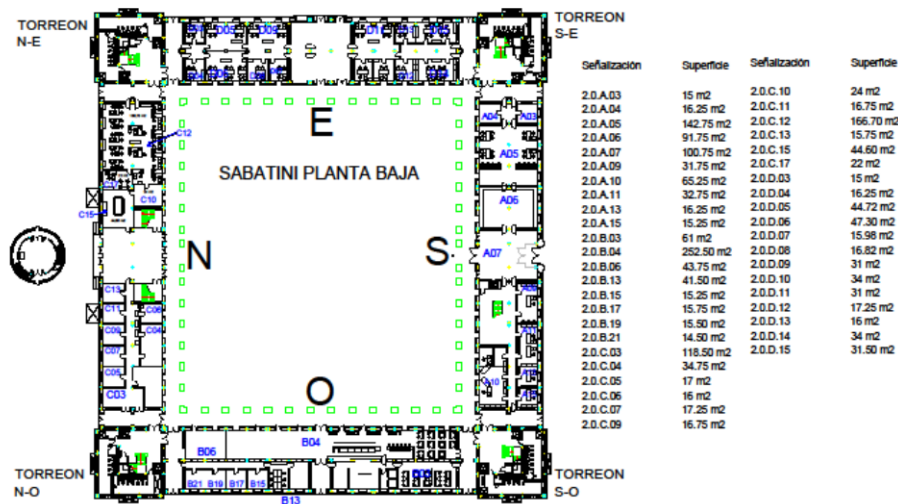 TORREON
N-E
TORREON
S-E
D05
D09
D11
E
SABATINI PLANTA BAJA
N
S
O
C12
C10
C15
C13
C11
C09
C07
C05
C03
C06
C04
A04
A03
A05
A06
A07
A10
B06
B04
B21
B19
B17
B15
B13
TORREON
N-O
TORREON
S-O
Señalización Superficie
2.0.A.03 15 m2
2.0.A.04 16.25 m2
2.0.A.05 142.75 m2
2.0.A.06 91.75 m2
2.0.A.07 100.75 m2
2.0.A.09 31.75 m2
2.0.A.10 65.25 m2
2.0.A.11 32.75 m2
2.0.A.13 16.25 m2
2.0.A.15 15.25 m2
2.0.B.03 61 m2
2.0.B.04 252.50 m2
2.0.B.06 43.75 m2
2.0.B.13 41.50 m2
2.0.B.15 15.25 m2
2.0.B.17 15.75 m2
2.0.B.19 15.50 m2
2.0.B.21 14.50 m2
2.0.C.03 118.50 m2
2.0.C.04 34.75 m2
2.0.C.05 17 m2
2.0.C.06 16 m2
2.0.C.07 17.25 m2
2.0.C.09 16.75 m2
Señalización Superficie
2.0.C.10 24 m2
2.0.C.11 16.75 m2
2.0.C.12 166.70 m2
2.0.C.13 15.75 m2
2.0.C.15 44.60 m2
2.0.C.17 22 m2
2.0.D.03 15 m2
2.0.D.04 16.25 m2
2.0.D.05 44.72 m2
2.0.D.06 47.30 m2
2.0.D.07 15.98 m2
2.0.D.08 16.82 m2
2.0.D.09 31 m2
2.0.D.10 34 m2
2.0.D.11 31 m2
2.0.D.12 17.25 m2
2.0.D.13 16 m2
2.0.D.14 34 m2
2.0.D.15 31.50 m2